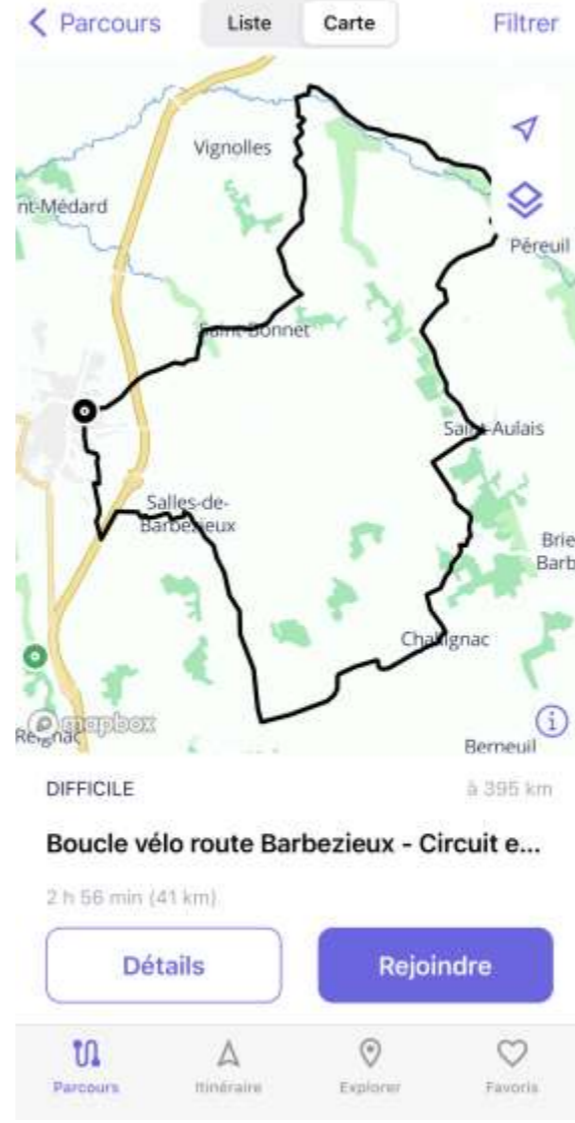 Parcours
Liste
Carte
Filtrer
Vignolles
nt-Médard
Péreuil
Saint-Bonnet
Saint-Aulais
Salles-de-
Barbezieux
Brie
Barb
Challignac
mapbox
Reignac
Berneuil
DIFFICILE
à 395 km
Boucle vélo route Barbezieux - Circuit e...
2 h 56 min (41 km)
Détails
Rejoindre
Parcours
Itinéraire
Explorer
Favoris